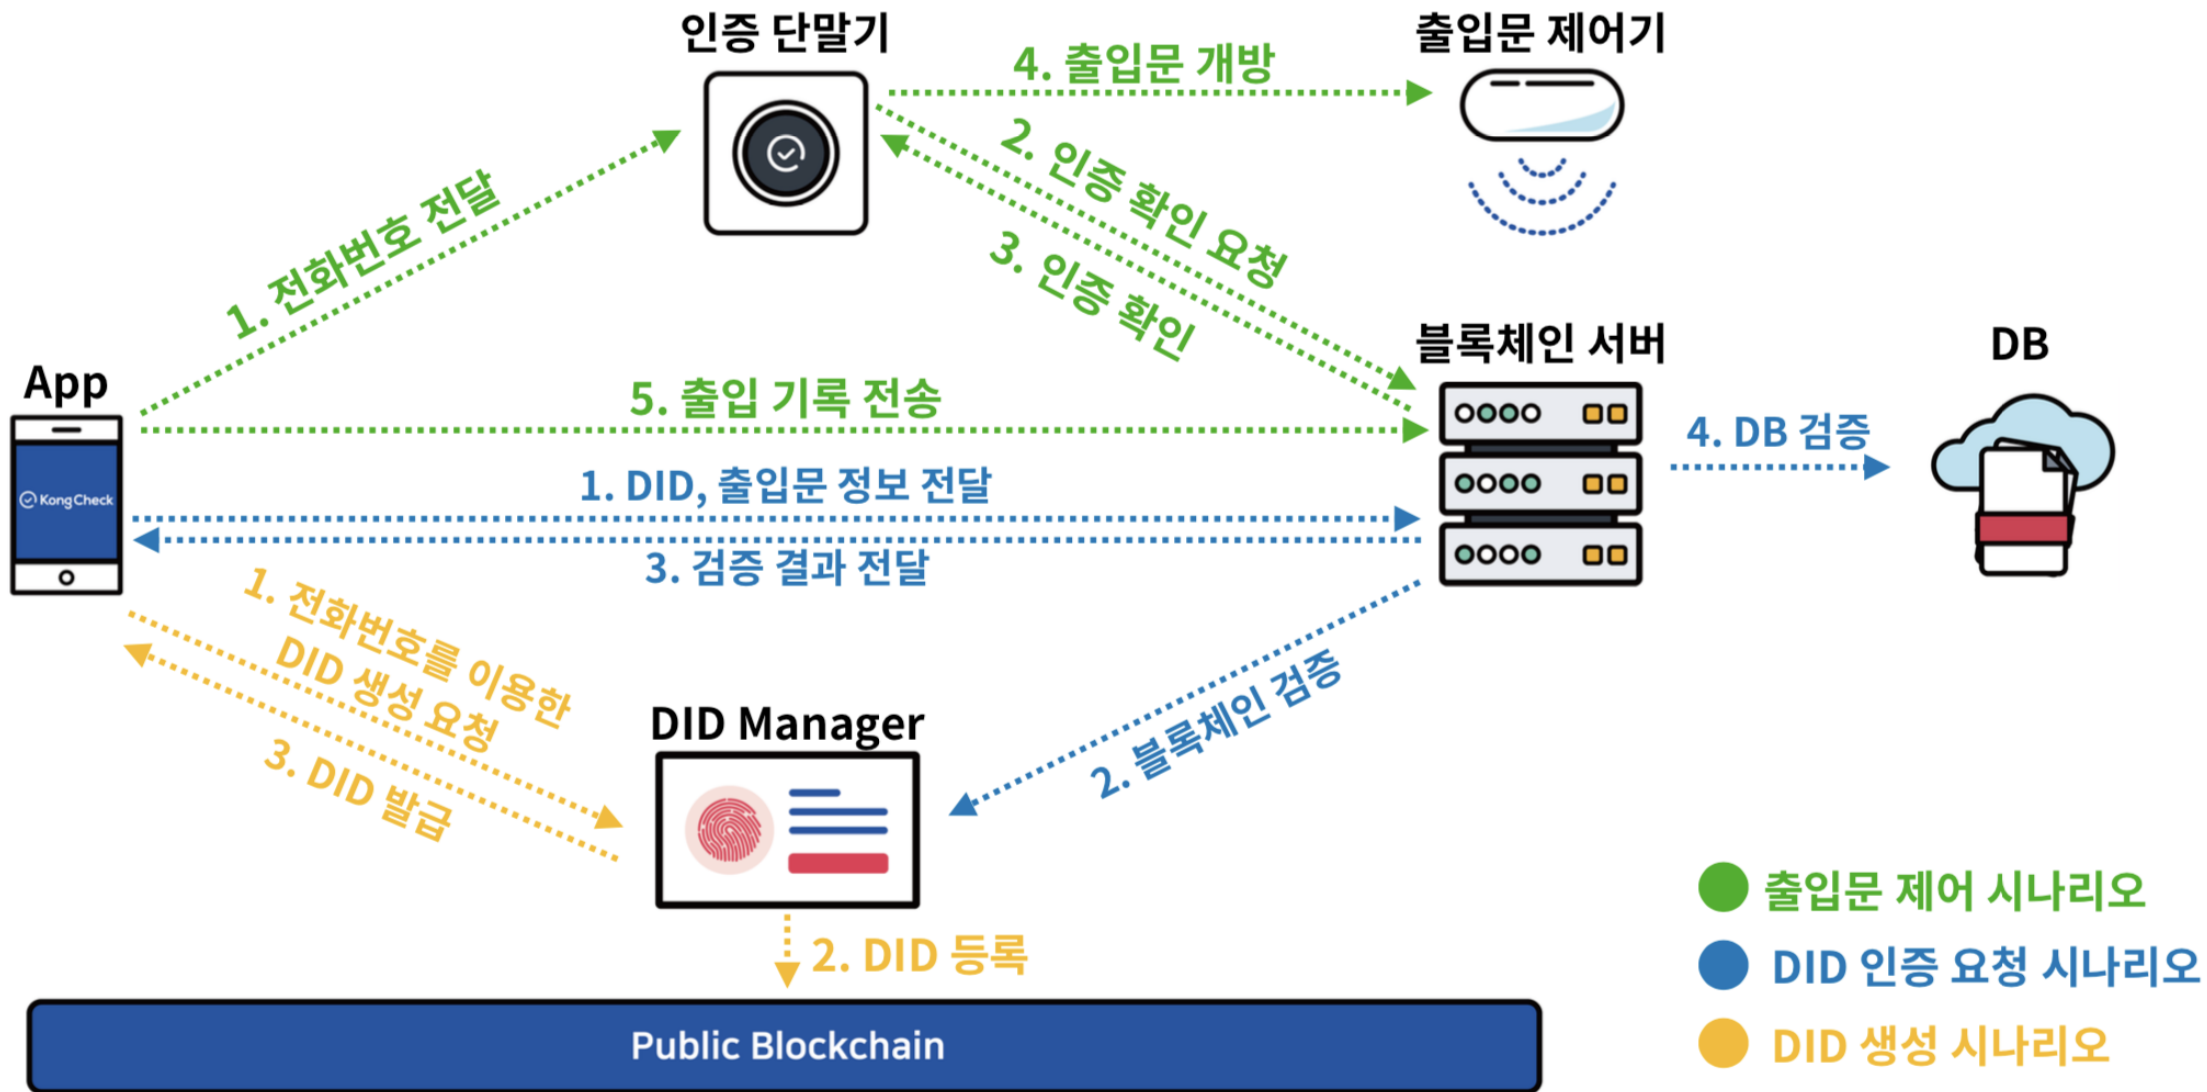 인증 단말기
출입문 제어기
4. 출입문 개방
1. 전화번호 전달
2. 인증 확인 요청
3. 인증 확인
App
KongCheck
블록체인 서버
DB
5. 출입 기록 전송
4. DB 검증
1. DID, 출입문 정보 전달
3. 검증 결과 전달
1. 전화번호를 이용한
DID 생성 요청
3. DID 발급
2. 블록체인 검증
DID Manager
2. DID 등록
Public Blockchain
출입문 제어 시나리오
DID 인증 요청 시나리오
DID 생성 시나리오